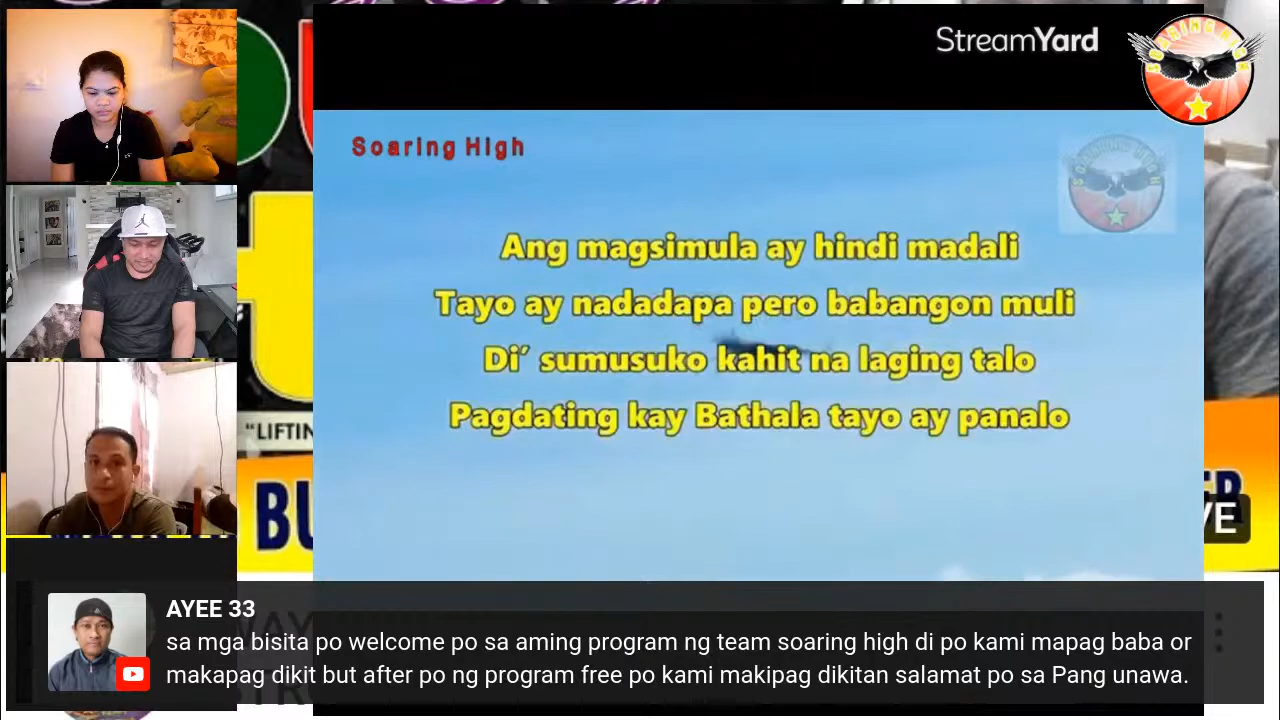 StreamYard
SOARING HIGH
Soaring High
Ang magsimula ay hindi madali
Tayo ay nadadapa pero babangon muli
Di’ sumusuko kahit na laging talo
Pagdating kay Bathala tayo ay panalo
"LIFTIN
BU
AYEE 33
sa mga bisita po welcome po sa aming program ng team soaring high di po kami mapag baba or
makapag dikit but after po ng program free po kami makipag dikitan salamat po sa Pang unawa.